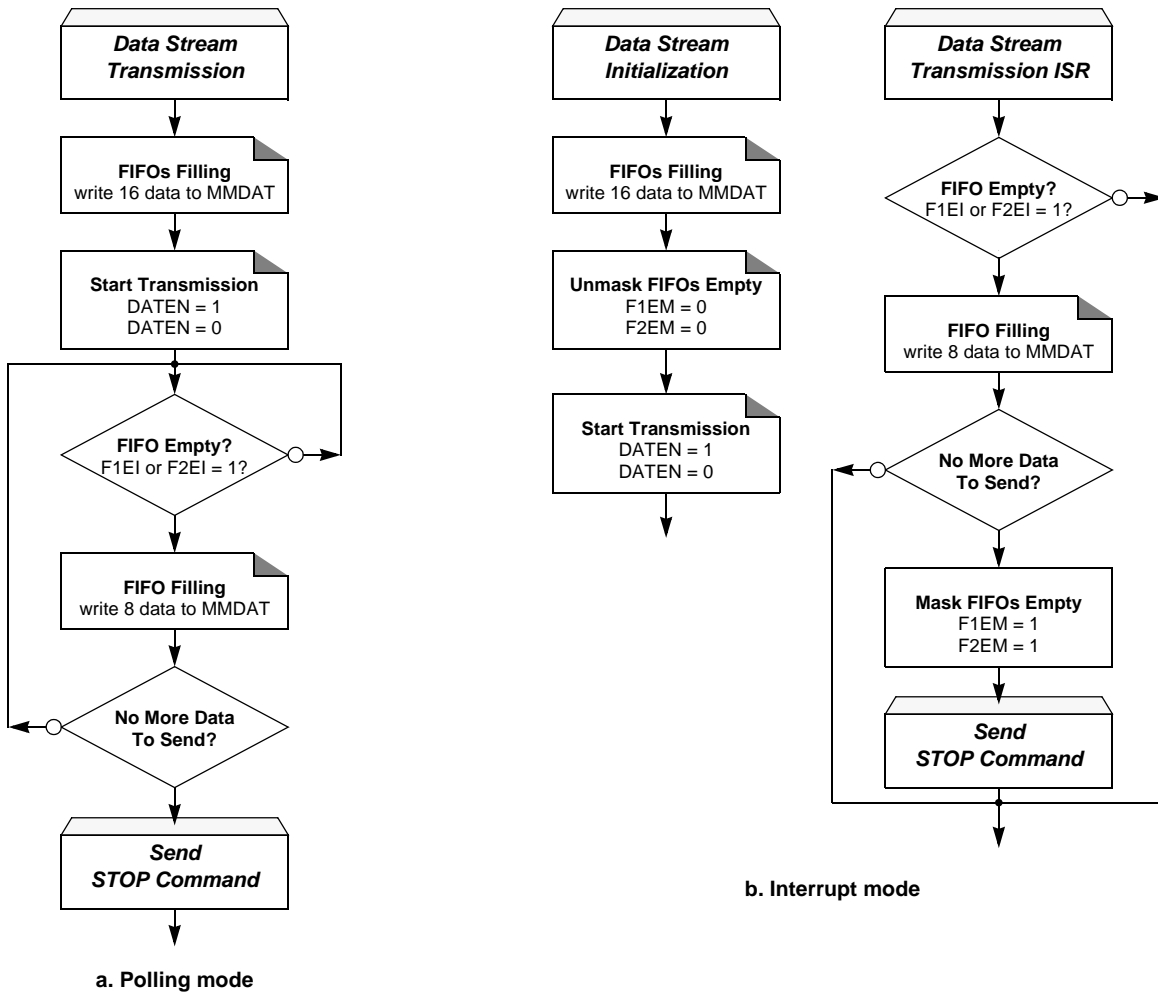 Data Stream
Transmission
FIFOs Filling
write 16 data to MMDAT
Start Transmission
DATEN = 1
DATEN = 0
FIFO Empty?
F1EI or F2EI = 1?
FIFO Filling
write 8 data to MMDAT
No More Data
To Send?
Send
STOP Command
a. Polling mode
Data Stream
Initialization
FIFOs Filling
write 16 data to MMDAT
Unmask FIFOs Empty
F1EM = 0
F2EM = 0
Start Transmission
DATEN = 1
DATEN = 0
Data Stream
Transmission ISR
FIFO Empty?
F1EI or F2EI = 1?
FIFO Filling
write 8 data to MMDAT
No More Data
To Send?
Mask FIFOs Empty
F1EM = 1
F2EM = 1
Send
STOP Command
b. Interrupt mode